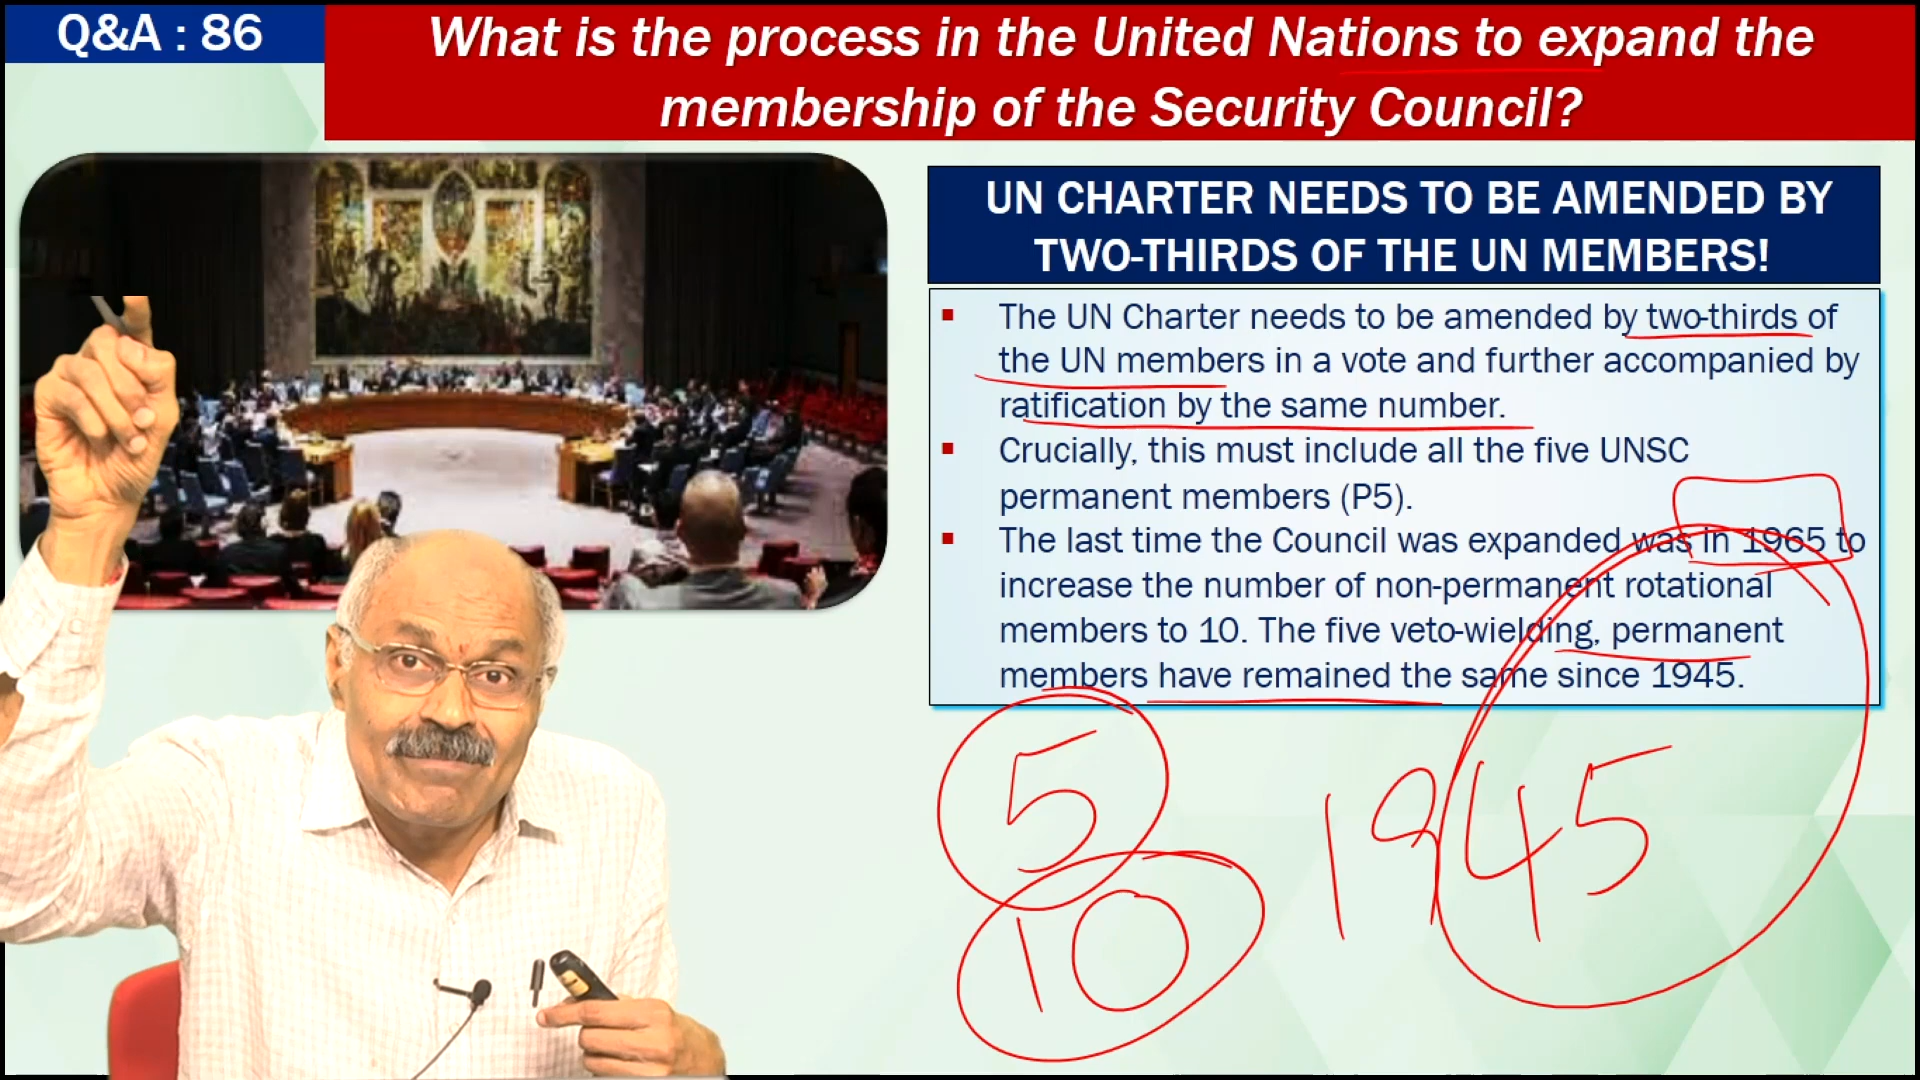 Q&A : 86
What is the process in the United Nations to expand the
membership of the Security Council?
UN CHARTER NEEDS TO BE AMENDED BY
TWO-THIRDS OF THE UN MEMBERS!
The UN Charter needs to be amended by two-thirds of
the UN members in a vote and further accompanied by
ratification by the same number.
Crucially, this must include all the five UNSC
permanent members (P5).
The last time the Council was expanded was in 1965 to
increase the number of non-permanent rotational
members to 10. The five veto-wielding, permanent
members have remained the same since 1945.
5
10
1945